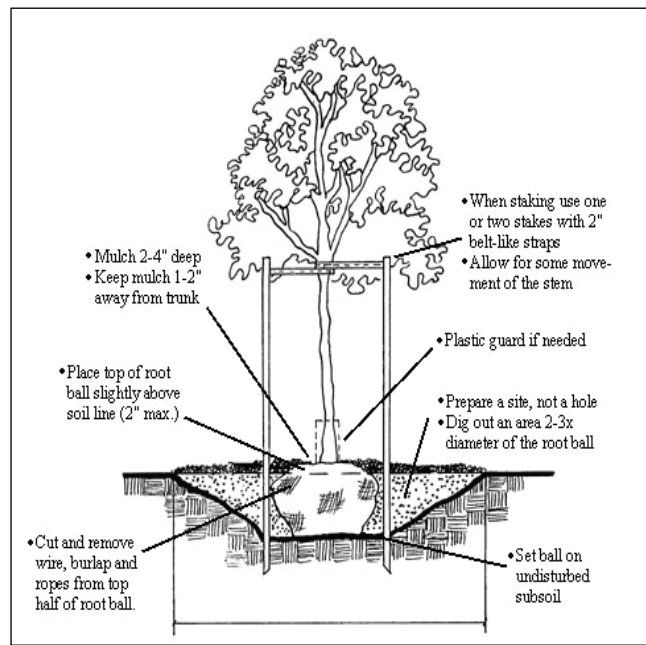 • When staking use one
or two stakes with 2"
belt-like straps
• Allow for some move-
ment of the stem
• Mulch 2-4" deep
• Keep mulch 1-2"
away from trunk
• Plastic guard if needed
• Place top of root
ball slightly above
soil line (2" max.)
• Prepare a site, not a hole
• Dig out an area 2-3x
diameter of the root ball
• Cut and remove
wire, burlap and
ropes from top
half of root ball.
• Set ball on
undisturbed
subsoil